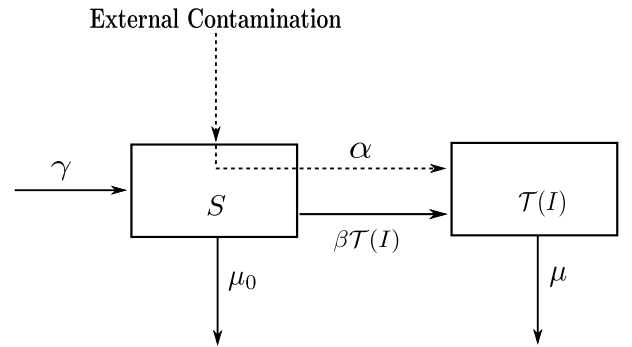 External Contamination
γ
α
S
𝒯(I)
β𝒯(I)
μ₀
μ